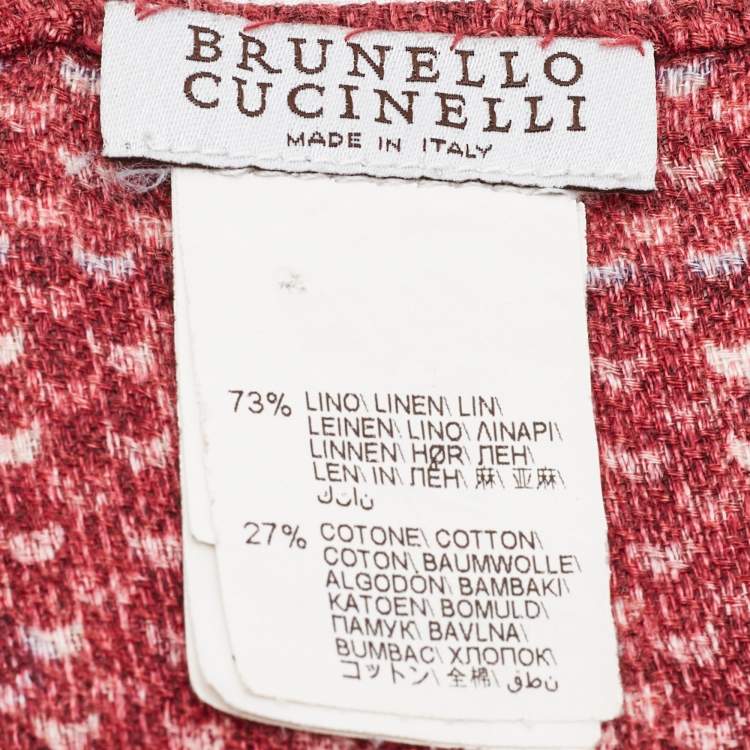 BRUNELLO
CUCINELLI
MADE IN ITALY
73% LINO\ LINEN\ LIN\
LEINEN\ LINO\ ΛΙΝΑΡΙ\
LINNEN\ HØR\ ЛЕН\
LEN\ IN\ ЛЁН\ 麻\ 亚麻\
كتان
27% COTONE\ COTTON\
COTON\ BAUMWOLLE\
ALGODÓN\ BAMBAKI\
KATOEN\ BOMULD\
ПАМУК\ BAVLNA\
BUMBAC\ ХЛОПОК\
コットン\ 全棉\ قطن